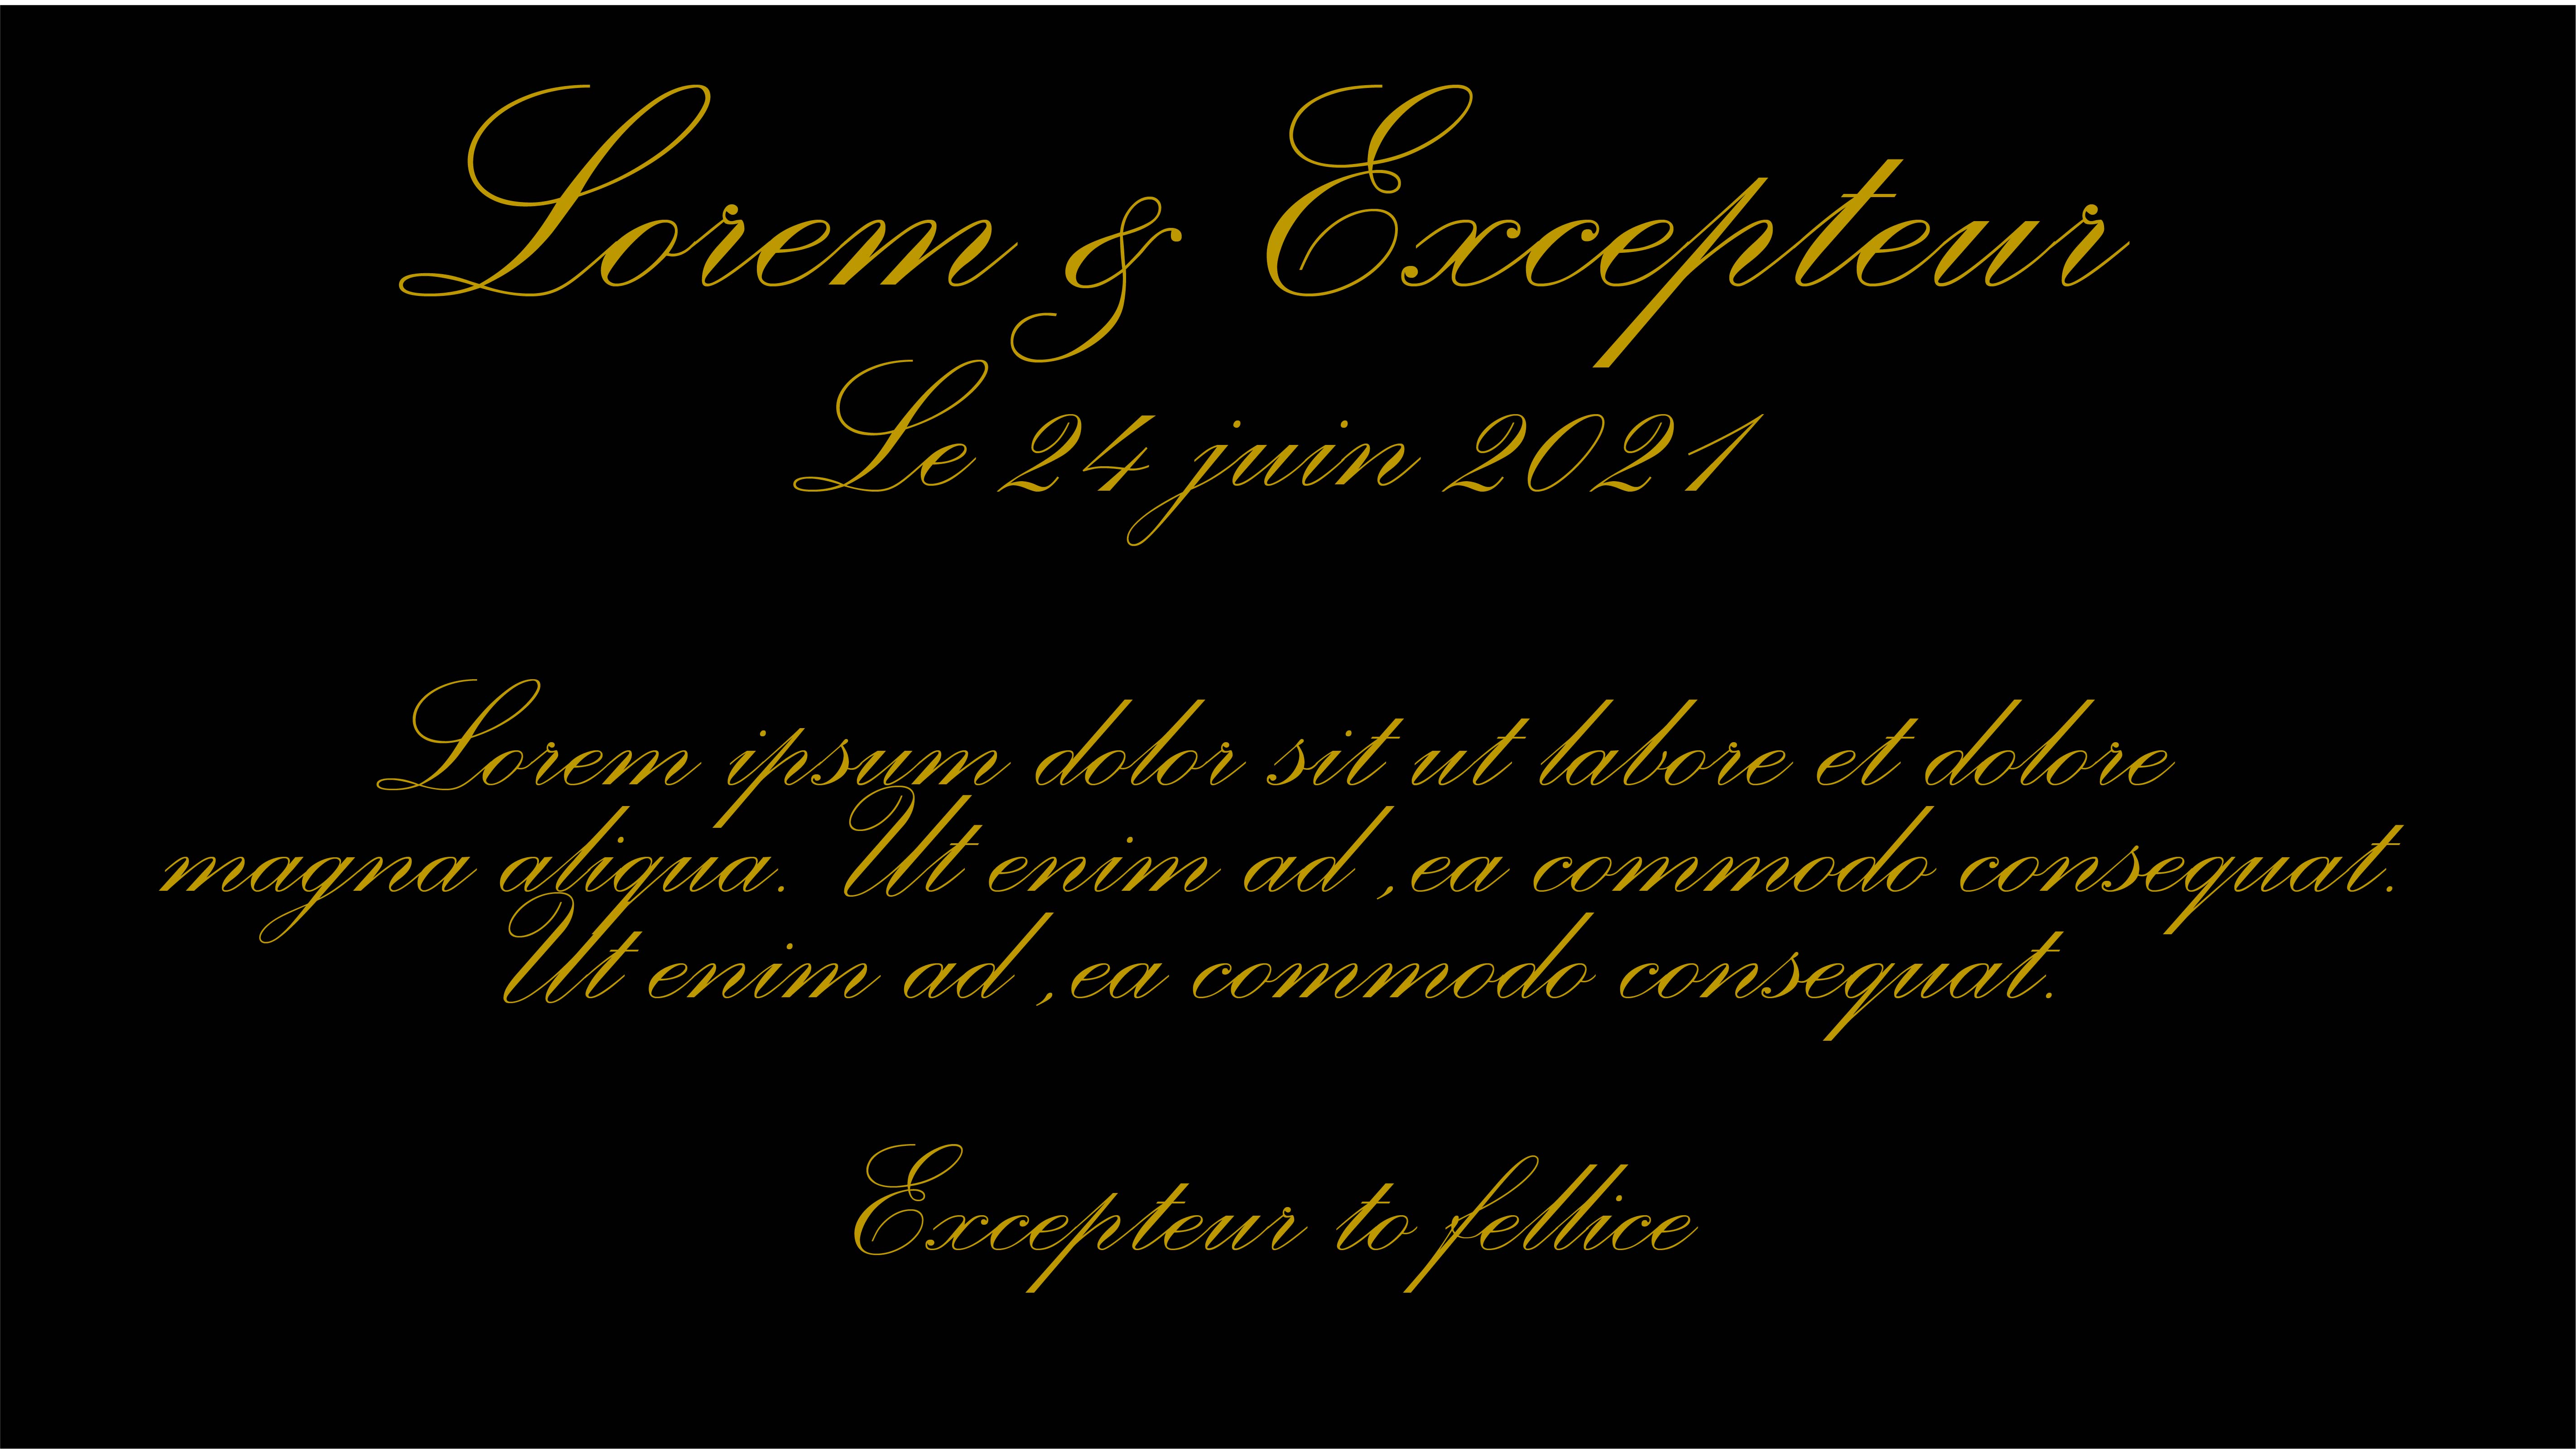 Lorem & Excepteur
Le 24 juin 2021
Lorem ipsum dolor sit ut labore et dolore
magna aliqua. Ut enim ad ,ea commodo consequat.
Ut enim ad ,ea commodo consequat.
Excepteur to fellice